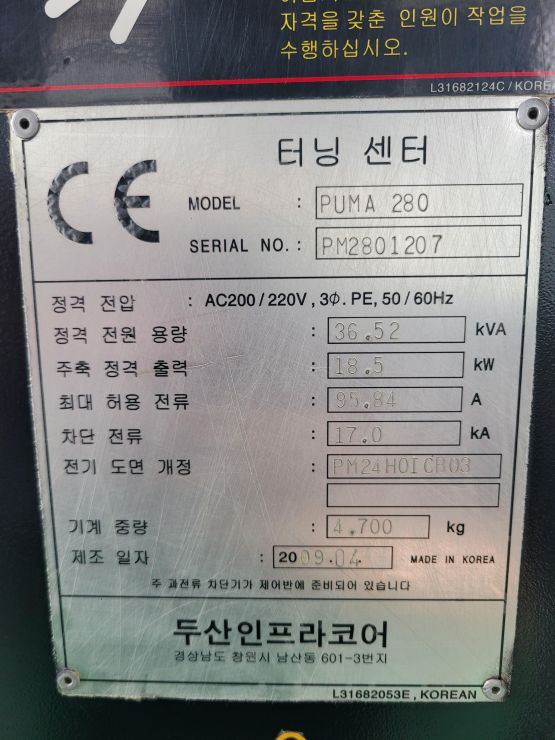 자격을 갖춘 인원이 작업을
수행하십시오.
L31682124C / KOREA
CE
터닝 센터
MODEL : PUMA 280
SERIAL NO. : PM2801207
정격 전압 : AC200 / 220V , 3Φ. PE, 50 / 60Hz
정격 전원 용량 : 36.52 kVA
주축 정격 출력 : 18.5 kW
최대 허용 전류 : 95.84 A
차단 전류 : 17.0 kA
전기 도면 개정 : PM24HOICB03
기계 중량 : 4,700 kg
제조 일자 : 2009.04. MADE IN KOREA
주 과전류 차단기가 제어반에 준비되어 있습니다
두산인프라코어
경상남도 창원시 남산동 601-3번지
L31682053E , KOREAN